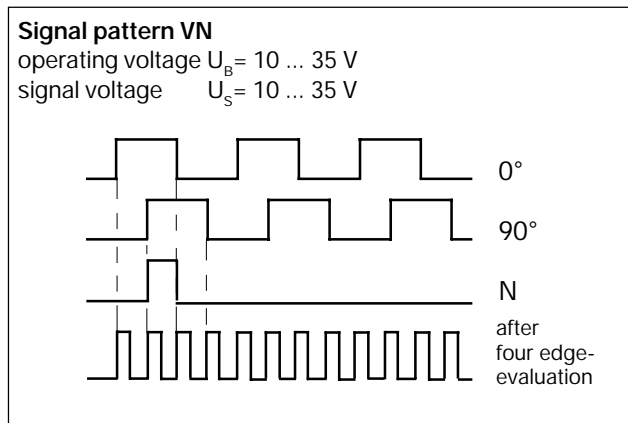 Signal pattern VN
operating voltage U_B= 10 ... 35 V
signal voltage U_S= 10 ... 35 V
0°
90°
N
after
four edge-
evaluation